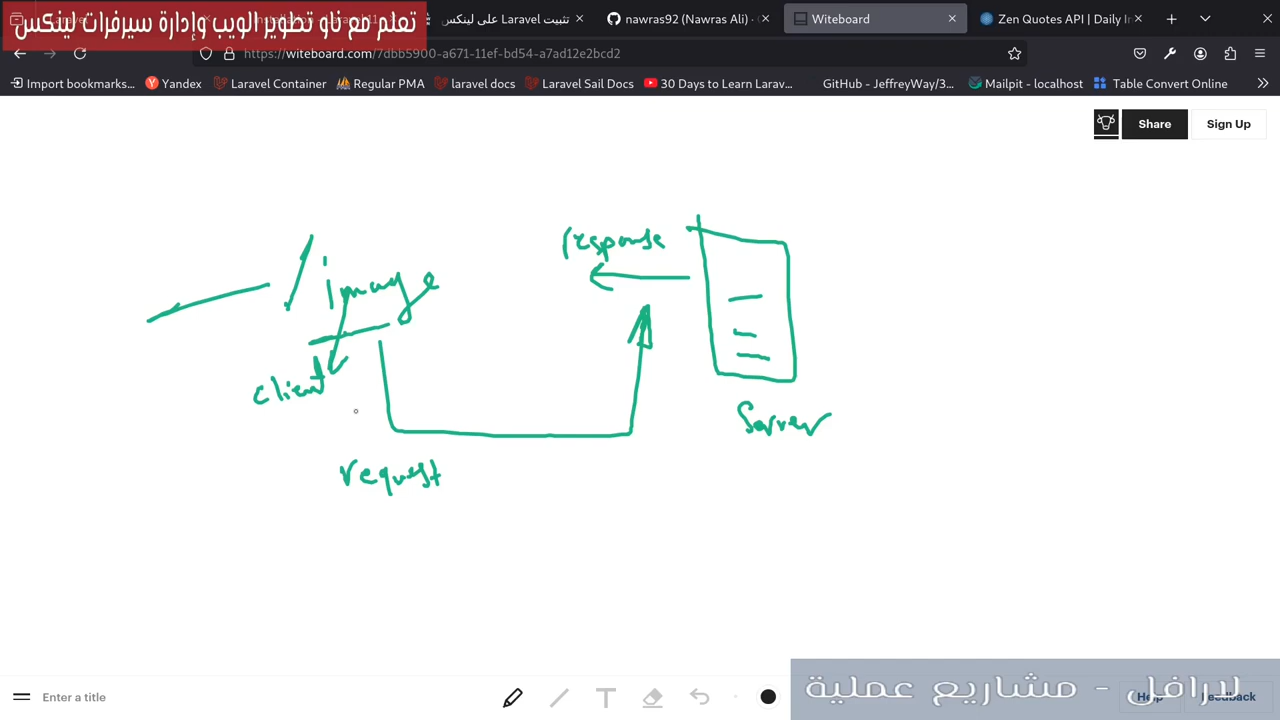 تعلم مع ناو تطوير الويب وإدارة سيرفرات لينكس
تثبيت Laravel على لينكس
nawras92 (Nawras Ali) ·
Witeboard
Zen Quotes API | Daily In
https://witeboard.com/7dbb5900-a671-11ef-bd54-a7ad12e2bcd2
Import bookmarks...
Yandex
Laravel Container
Regular PMA
laravel docs
Laravel Sail Docs
30 Days to Learn Larav...
GitHub - JeffreyWay/3...
Mailpit - localhost
Table Convert Online
Share
Sign Up
response
/image
client
Server
request
Enter a title
Help
Feedback
لارافل - مشاريع عملية